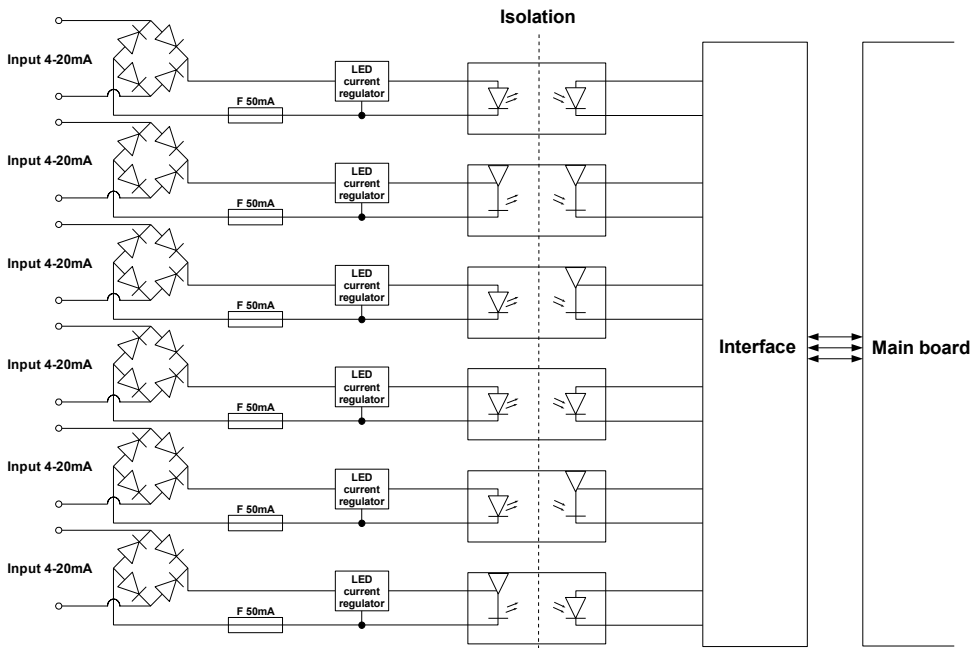 Isolation
Input 4-20mA
LED
current
regulator
F 50mA
Input 4-20mA
LED
current
regulator
F 50mA
Input 4-20mA
LED
current
regulator
F 50mA
Interface
Main board
Input 4-20mA
LED
current
regulator
F 50mA
Input 4-20mA
LED
current
regulator
F 50mA
Input 4-20mA
LED
current
regulator
F 50mA